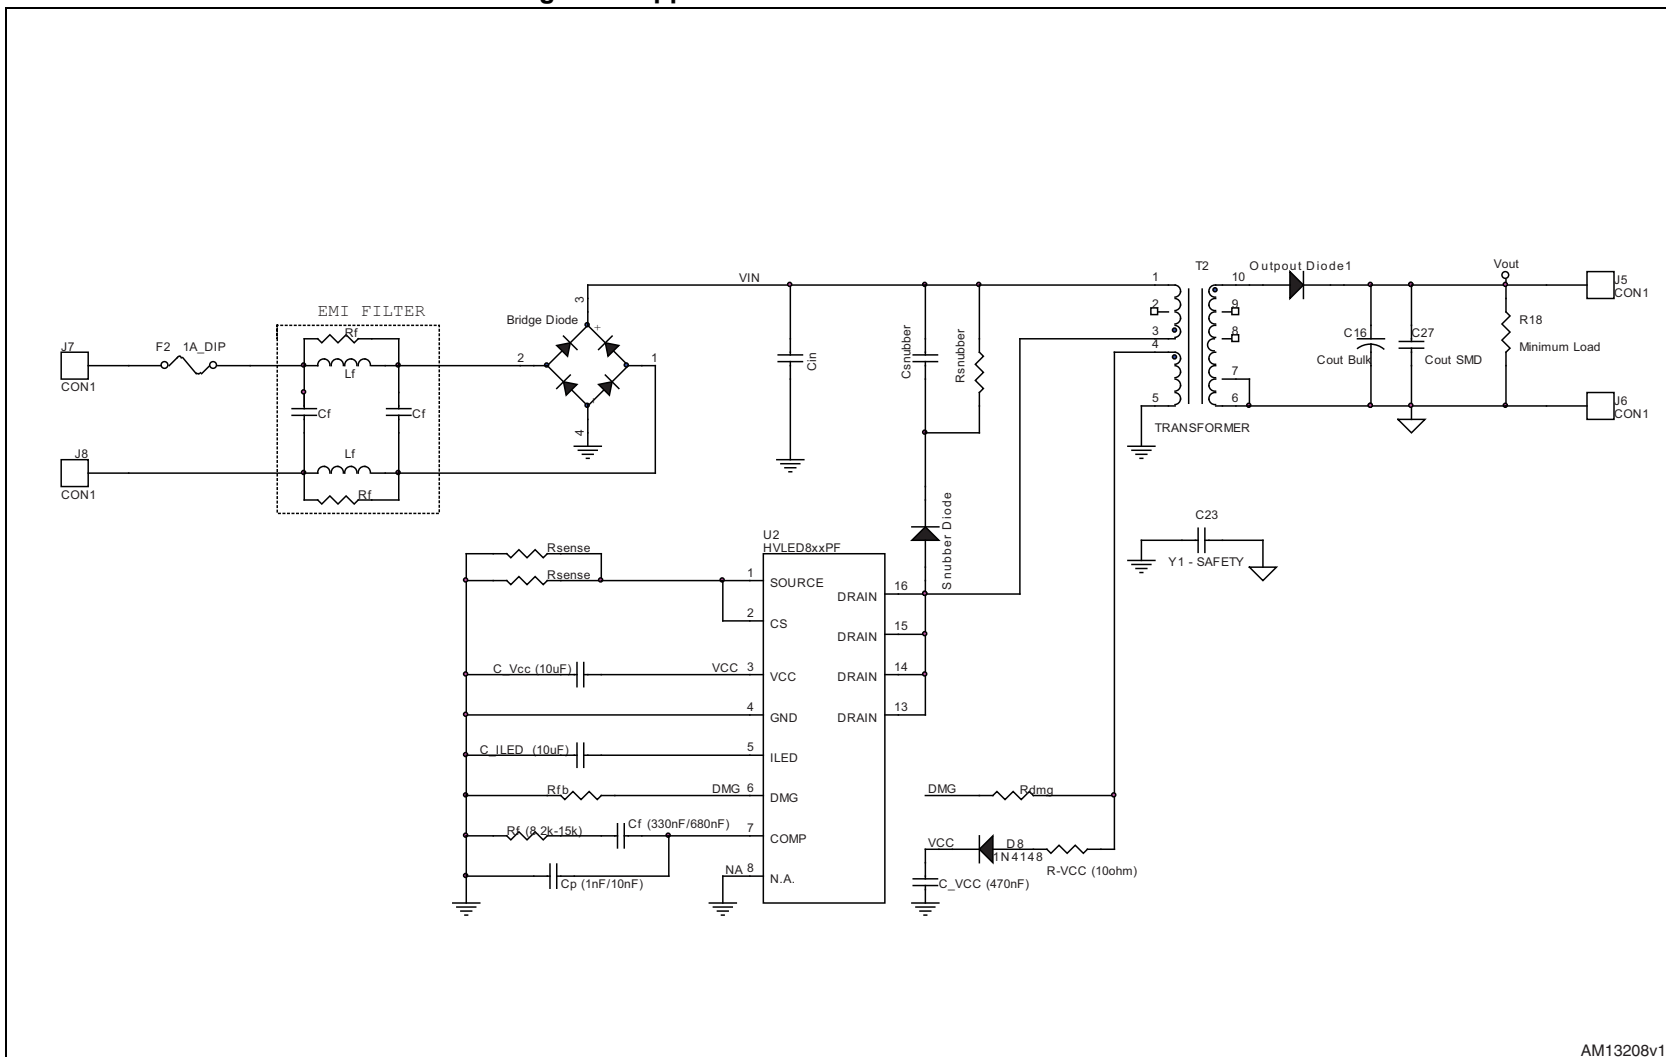 EMI FILTER
Rf
Lf
Cf
Cf
Lf
Rf
J7
CON1
F2 1A_DIP
J8
CON1
Bridge Diode
2
3
+
1
4
VIN
Cin
Csnubber
Rsnubber
Snubber Diode
1
2
3
4
5
T2
10
9
8
7
6
TRANSFORMER
Outpout Diode1
C16
Cout Bulk
C27
Cout SMD
Vout
R18
Minimum Load
J5
CON1
J6
CON1
C23
Y1 - SAFETY
U2
HVLED8xxPF
Rsense
Rsense
1 SOURCE
2 CS
C_Vcc (10uF)
VCC 3 VCC
4 GND
C_ILED (10uF)
5 ILED
Rfb
DMG 6 DMG
Rf (8.2k-15k)
Cf (330nF/680nF)
7 COMP
Cp (1nF/10nF)
NA 8 N.A.
DRAIN 16
DRAIN 15
DRAIN 14
DRAIN 13
DMG
Rdmg
VCC
D8
1N4148
R-VCC (10ohm)
C_VCC (470nF)
AM13208v1